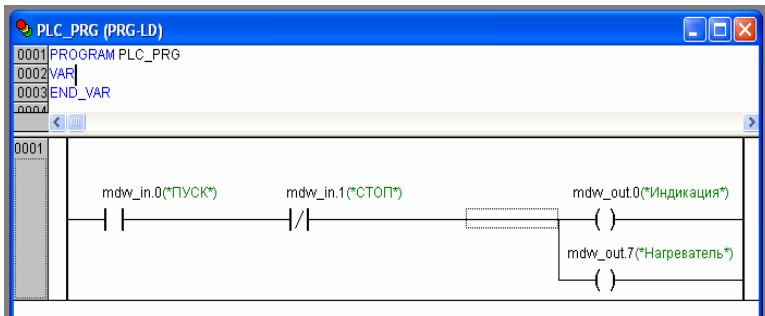 PLC_PRG (PRG-LD)
0001 PROGRAM PLC_PRG
0002 VAR
0003 END_VAR
0004
0001
mdw_in.0(*ПУСК*) mdw_in.1(*СТОП*) mdw_out.0(*Индикация*)
mdw_out.7(*Нагреватель*)